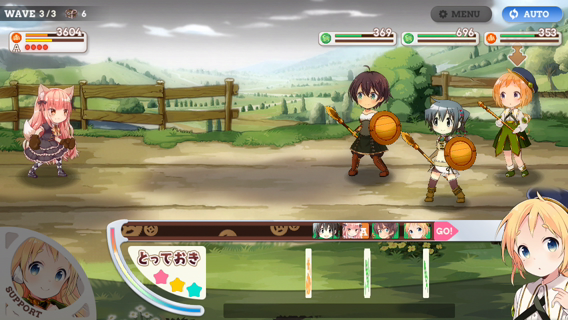 WAVE 3/3 6
MENU
AUTO
3604
369
696
353
GO!
とっておき
SUPPORT